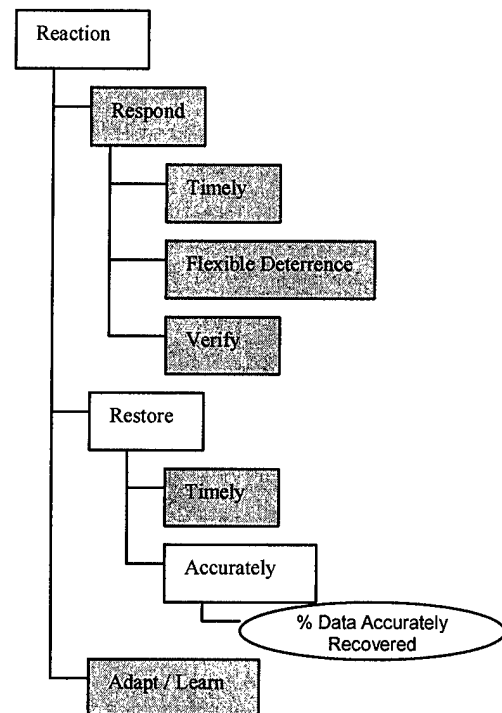 Reaction
Respond
Timely
Flexible Deterrence
Verify
Restore
Timely
Accurately
% Data Accurately
Recovered
Adapt / Learn